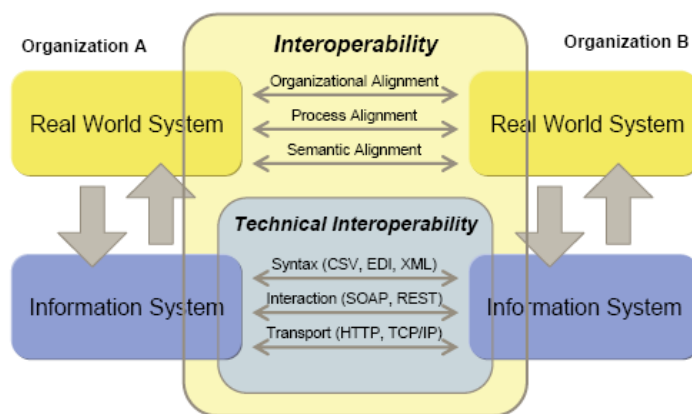 Organization A
Interoperability
Organization B
Organizational Alignment
Real World System
Process Alignment
Real World System
Semantic Alignment
Technical Interoperability
Syntax (CSV, EDI, XML)
Information System
Interaction (SOAP, REST)
Information System
Transport (HTTP, TCP/IP)